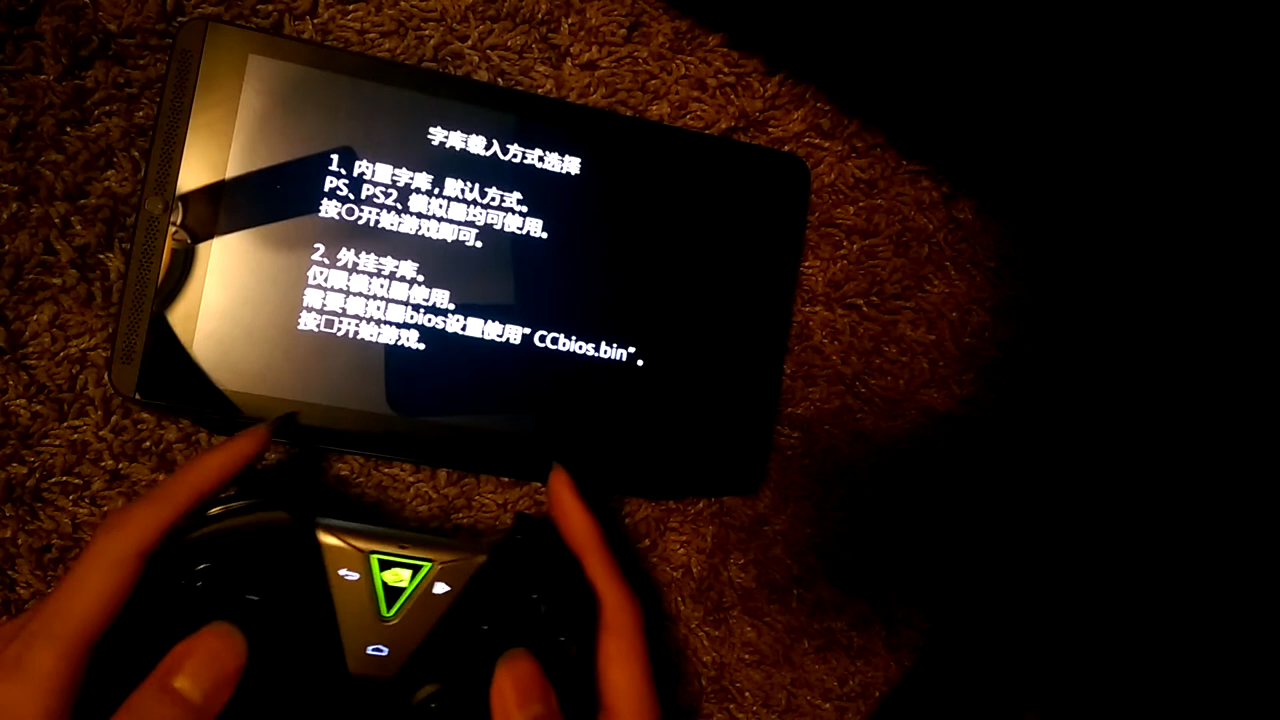 字库载入方式选择
1、内置字库，默认方式。
PS、PS2、模拟器均可使用。
按○开始游戏即可。
2、外挂字库。
仅限模拟器使用。
需要模拟器bios设置使用”CCbios.bin”。
按□开始游戏。